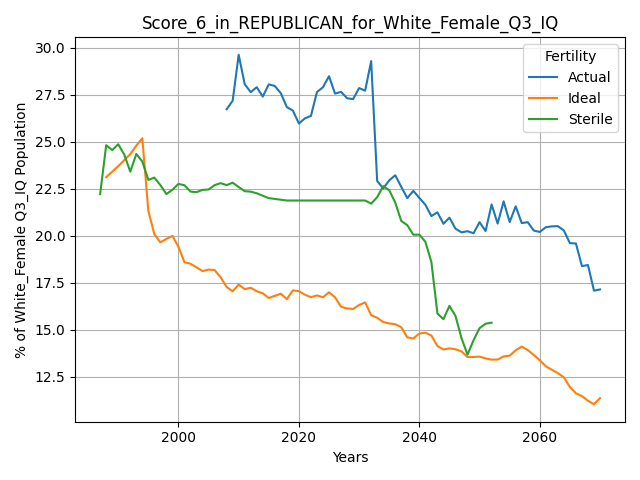 Score_6_in_REPUBLICAN_for_White_Female_Q3_IQ
Fertility
Actual
Ideal
Sterile
% of White_Female Q3_IQ Population
30.0
27.5
25.0
22.5
20.0
17.5
15.0
12.5
2000
2020
2040
2060
Years